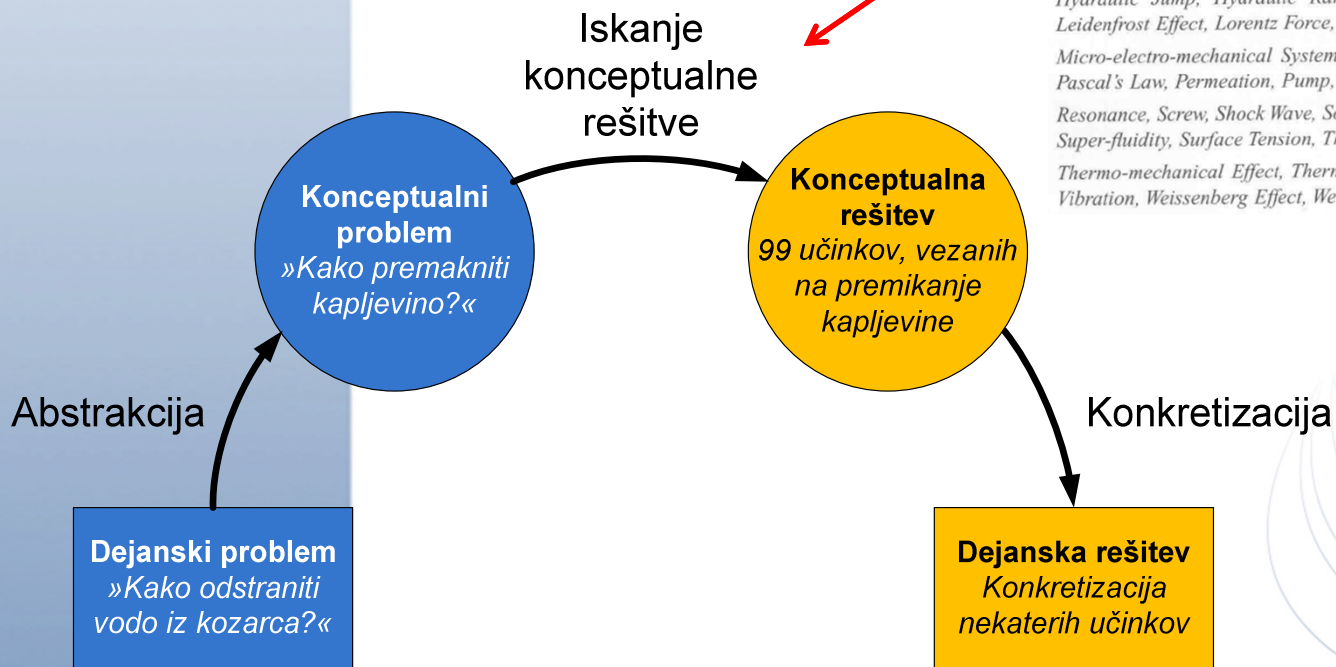 Iskanje
konceptualne
rešitve
Leidenfrost Effect, Lorentz Force,
Micro-electro-mechanical System
Pascal's Law, Permeation, Pump,
Resonance, Screw, Shock Wave,
Super-fluidity, Surface Tension,
Thermo-mechanical Effect,
Vibration, Weissenberg Effect,
Konceptualni
problem
»Kako premakniti
kapljevino?«
Konceptualna
rešitev
99 učinkov, vezanih
na premikanje
kapljevine
Abstrakcija
Konkretizacija
Dejanski problem
»Kako odstraniti
vodo iz kozarca?«
Dejanska rešitev
Konkretizacija
nekaterih učinkov